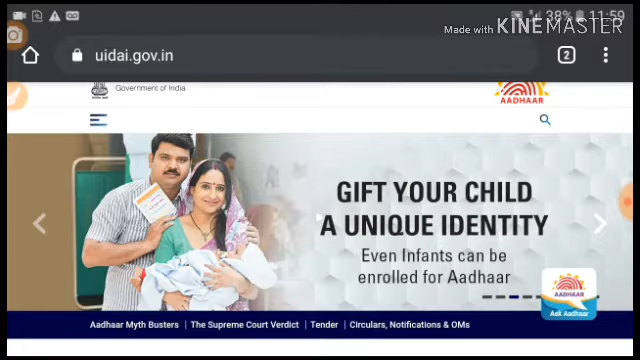 38% 11:59
Made with KINEMASTER
uidai.gov.in
2
Government of India
AADHAAR
GIFT YOUR CHILD
A UNIQUE IDENTITY
Even Infants can be
enrolled for Aadhaar
AADHAAR
Ask Aadhaar
Aadhaar Myth Busters | The Supreme Court Verdict | Tender | Circulars, Notifications & OMs